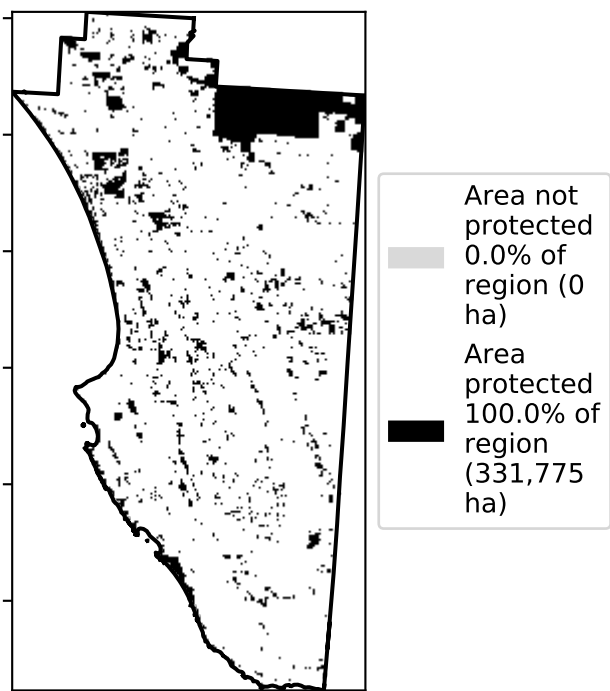 Area not
protected
0.0% of
region (0
ha)
Area
protected
100.0% of
region
(331,775
ha)